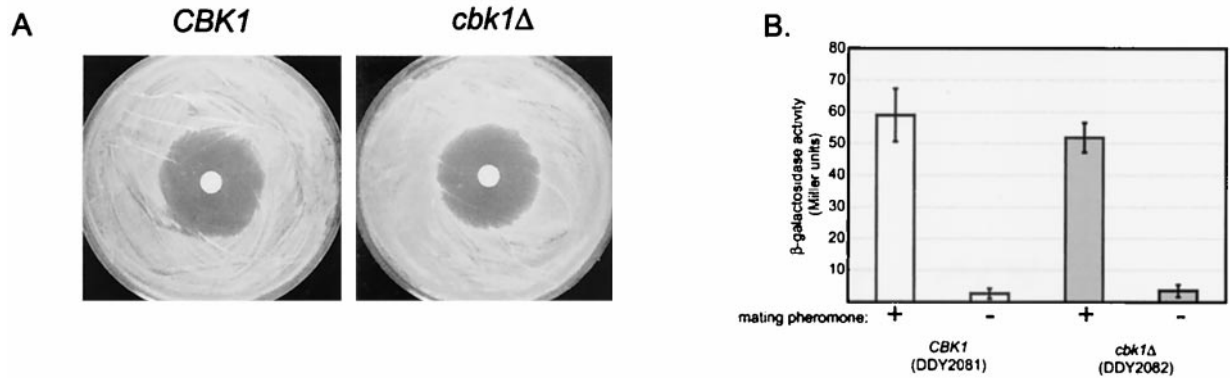 A
CBK1
cbk1Δ
B.
β-galactosidase activity
(Miller units)
80
70
60
50
40
30
20
10
mating pheromone:
+
-
+
-
CBK1
(DDY2081)
cbk1Δ
(DDY2082)